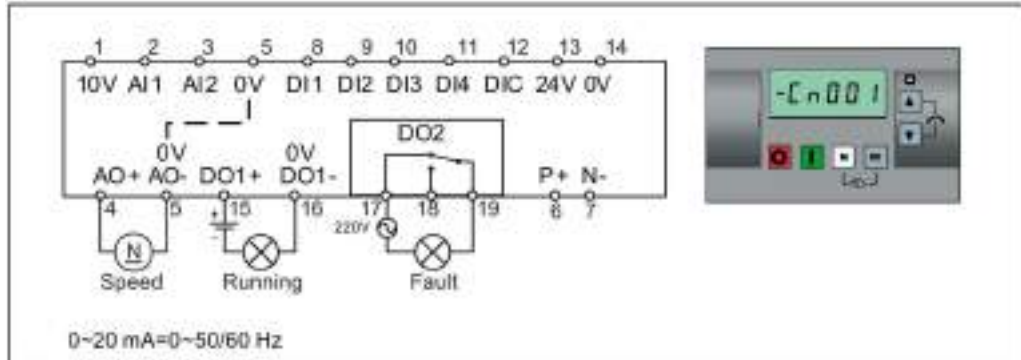 1 2 3 5 8 9 10 11 12 13 14
10V AI1 AI2 0V DI1 DI2 DI3 DI4 DIC 24V 0V
DO2
0V 0V
AO+ AO- DO1+ DO1- P+ N-
4 5 15 16 17 18 19 6 7
+
-
220V
N
Speed Running Fault
0~20 mA=0~50/60 Hz
-Cn001